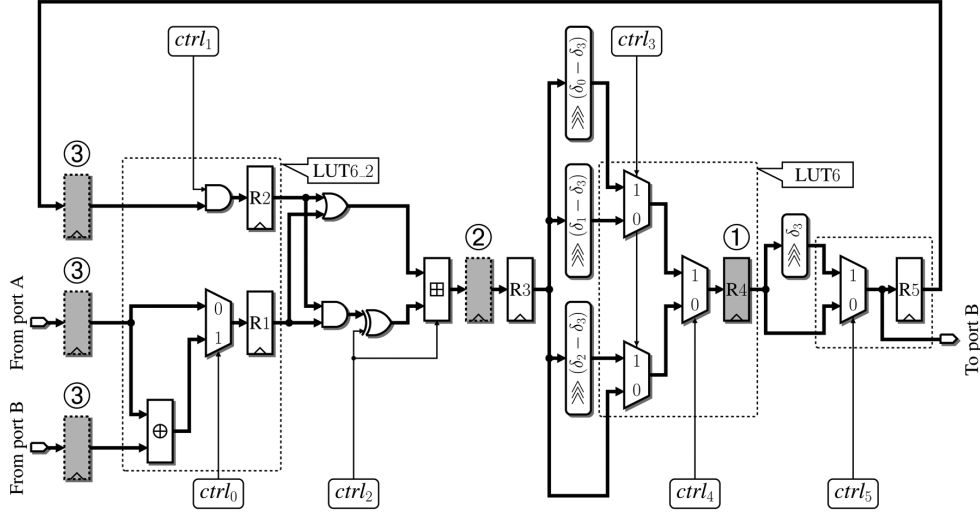 ctrl₁
ctrl₃
⋙ (δ₀ − δ₃)
③
LUT6_2
LUT6
R2
1
0
⋙ (δ₁ − δ₃)
①
②
⋙ δ₃
③
From port A
0
1
R1
⊞
R3
1
0
R4
1
0
R5
To port B
③
From port B
⊕
⋙ (δ₂ − δ₃)
1
0
ctrl₀
ctrl₂
ctrl₄
ctrl₅